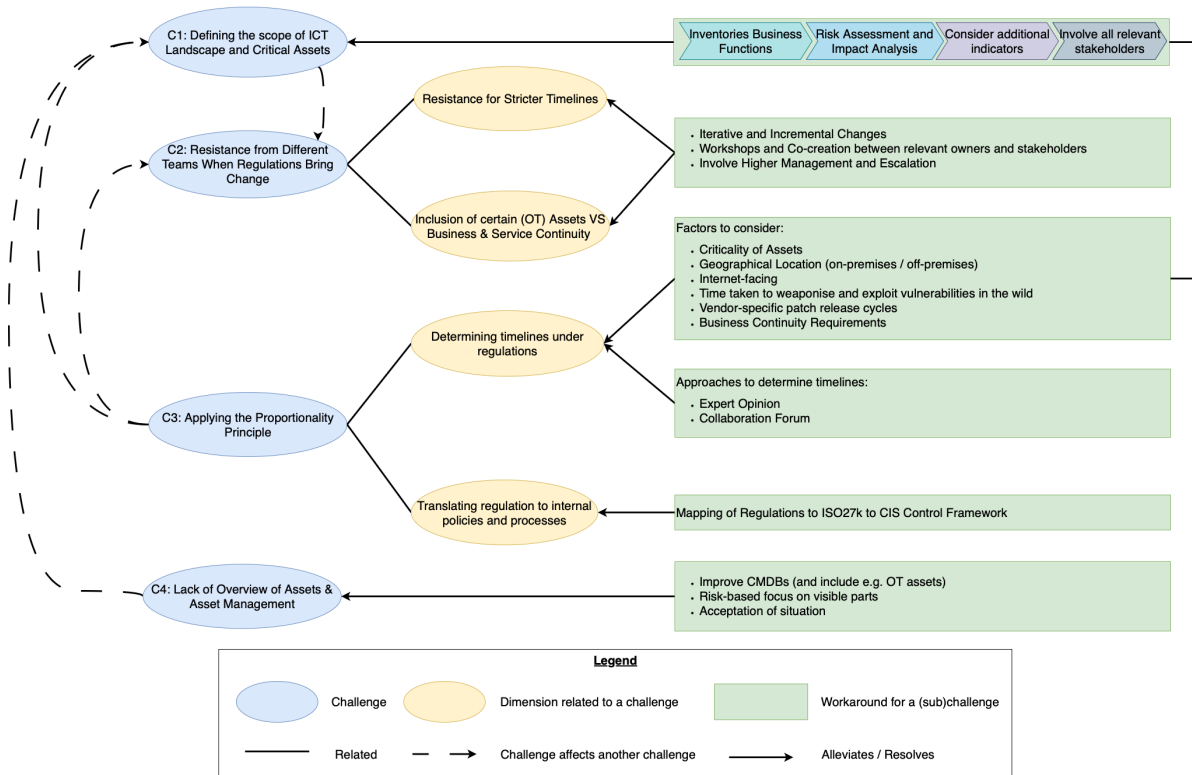 C1: Defining the scope of ICT
Landscape and Critical Assets
Inventories Business
Functions
Risk Assessment and
Impact Analysis
Consider additional
indicators
Involve all relevant
stakeholders
Resistance for Stricter Timelines
C2: Resistance from Different
Teams When Regulations Bring
Change
Iterative and Incremental Changes
Workshops and Co-creation between relevant owners and stakeholders
Involve Higher Management and Escalation
Inclusion of certain (OT) Assets VS
Business & Service Continuity
Factors to consider:
Criticality of Assets
Geographical Location (on-premises / off-premises)
Internet-facing
Time taken to weaponise and exploit vulnerabilities in the wild
Vendor-specific patch release cycles
Business Continuity Requirements
Determining timelines under
regulations
Approaches to determine timelines:
Expert Opinion
Collaboration Forum
C3: Applying the Proportionality
Principle
Translating regulation to internal
policies and processes
Mapping of Regulations to ISO27k to CIS Control Framework
C4: Lack of Overview of Assets &
Asset Management
Improve CMDBs (and include e.g. OT assets)
Risk-based focus on visible parts
Acceptation of situation
Legend
Challenge
Dimension related to a challenge
Workaround for a (sub)challenge
Related
Challenge affects another challenge
Alleviates / Resolves